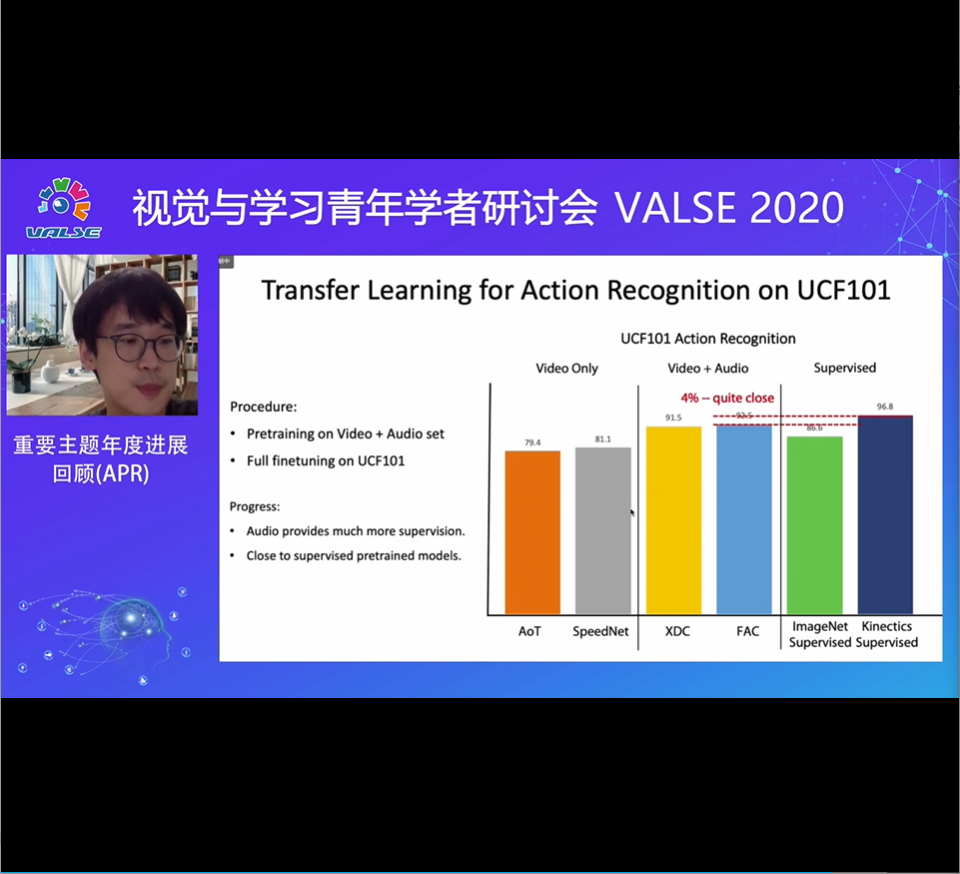 视觉与学习青年学者研讨会 VALSE 2020
VALSE
重要主题年度进展
回顾(APR)
Transfer Learning for Action Recognition on UCF101
UCF101 Action Recognition
Video Only
Video + Audio
Supervised
4% -- quite close
Procedure:
• Pretraining on Video + Audio set
• Full finetuning on UCF101
Progress:
• Audio provides much more supervision.
• Close to supervised pretrained models.
79.4
81.1
91.5
92.5
86.6
96.8
AoT
SpeedNet
XDC
FAC
ImageNet
Supervised
Kinectics
Supervised